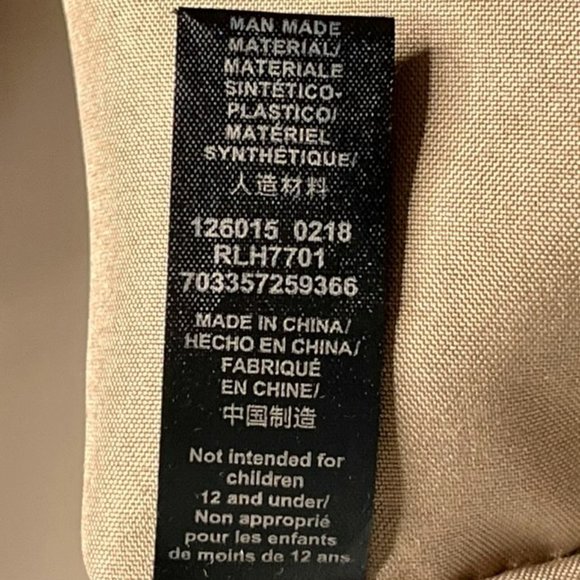 MAN MADE
MATERIAL/
MATERIALE
SINTÉTICO-
PLASTICO/
MATÉRIEL
SYNTHÉTIQUE/
人造材料
126015 0218
RLH7701
703357259366
MADE IN CHINA/
HECHO EN CHINA/
FABRIQUÉ
EN CHINE/
中国制造
Not intended for
children
12 and under/
Non approprié
pour les enfants
de moins de 12 ans